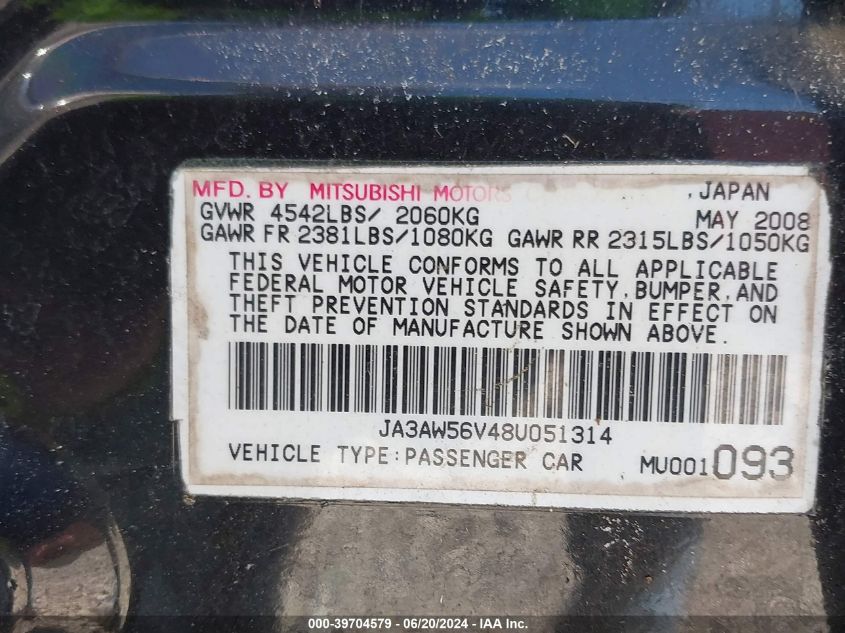 MFD. BY MITSUBISHI MOTORS , JAPAN
GVWR 4542LBS/ 2060KG MAY 2008
GAWR FR 2381LBS/1080KG GAWR RR 2315LBS/1050KG
THIS VEHICLE CONFORMS TO ALL APPLICABLE
FEDERAL MOTOR VEHICLE SAFETY, BUMPER, AND
THEFT PREVENTION STANDARDS IN EFFECT ON
THE DATE OF MANUFACTURE SHOWN ABOVE.
JA3AW56V48U051314
VEHICLE TYPE: PASSENGER CAR MU001093
000-39704579 - 06/20/2024 - IAA Inc.